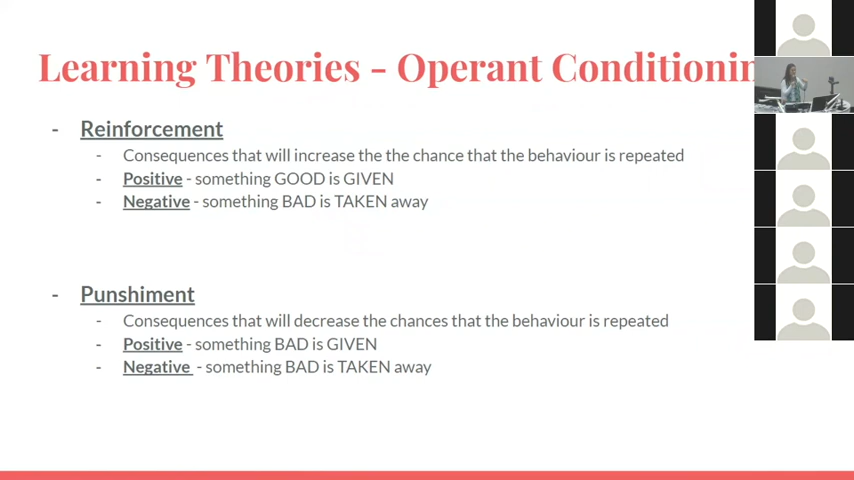 Learning Theories - Operant Conditionin
- Reinforcement
- Consequences that will increase the the chance that the behaviour is repeated
- Positive - something GOOD is GIVEN
- Negative - something BAD is TAKEN away
- Punshiment
- Consequences that will decrease the chances that the behaviour is repeated
- Positive - something BAD is GIVEN
- Negative - something BAD is TAKEN away